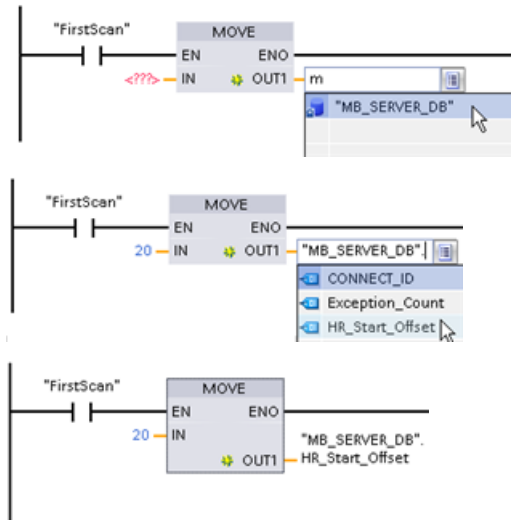 "FirstScan"
MOVE
EN ENO
<???> IN OUT1 m
"MB_SERVER_DB"
"FirstScan"
MOVE
EN ENO
20 IN OUT1 "MB_SERVER_DB".
CONNECT_ID
Exception_Count
HR_Start_Offset
"FirstScan"
MOVE
EN ENO
20 IN
"MB_SERVER_DB".
OUT1 HR_Start_Offset